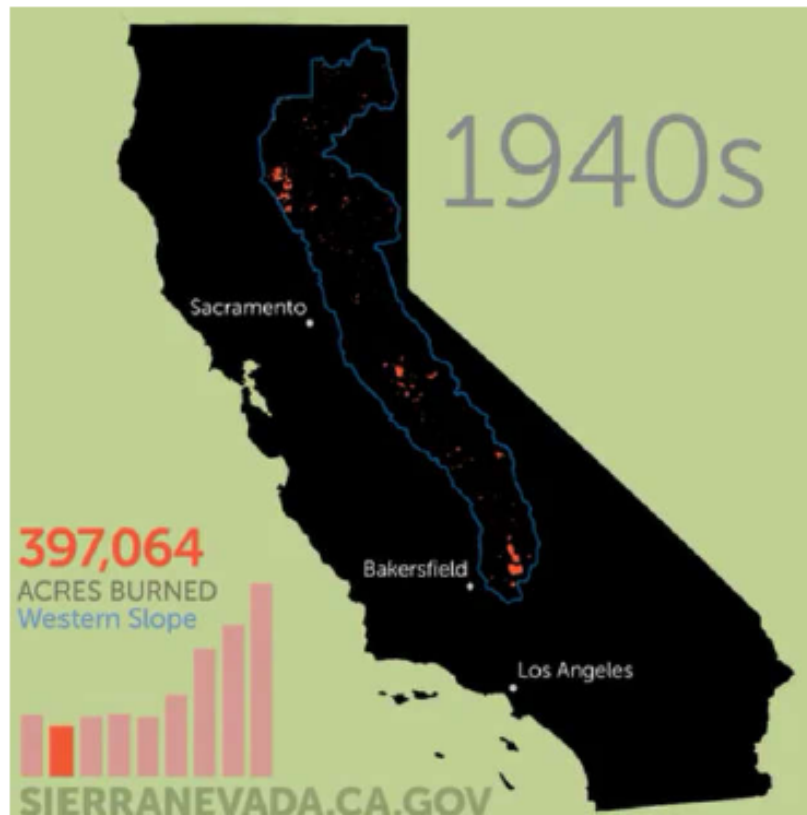 1940s
Sacramento
397,064
ACRES BURNED
Western Slope
Bakersfield
Los Angeles
SIERRANEVADA.CA.GOV